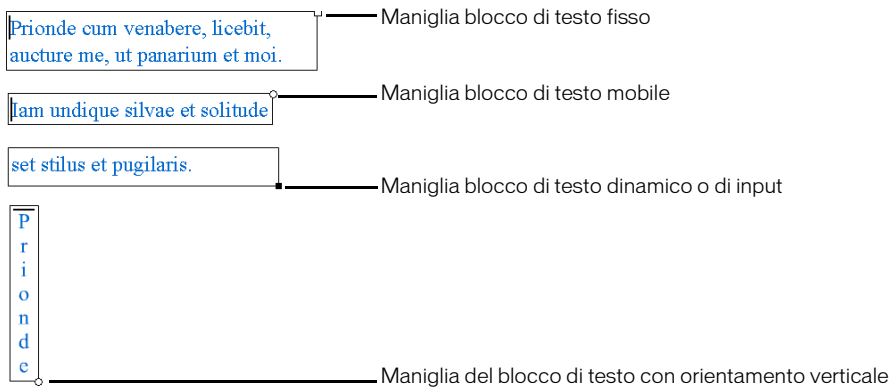 Prionde cum venabere, licebit,
aucture me, ut panarium et moi.
Maniglia blocco di testo fisso
Iam undique silvae et solitude
Maniglia blocco di testo mobile
set stilus et pugilaris.
Maniglia blocco di testo dinamico o di input
P
r
i
o
n
d
e
Maniglia del blocco di testo con orientamento verticale